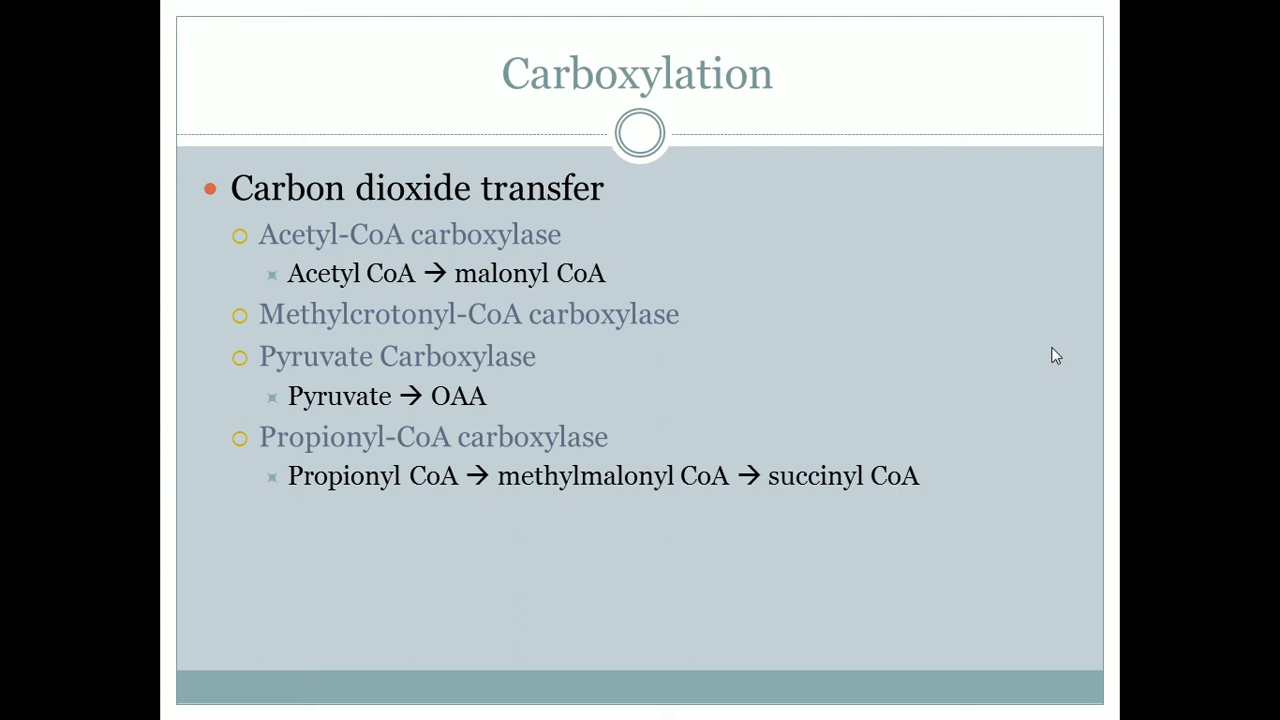 Carboxylation
Carbon dioxide transfer
Acetyl-CoA carboxylase
Acetyl CoA → malonyl CoA
Methylcrotonyl-CoA carboxylase
Pyruvate Carboxylase
Pyruvate → OAA
Propionyl-CoA carboxylase
Propionyl CoA → methylmalonyl CoA → succinyl CoA